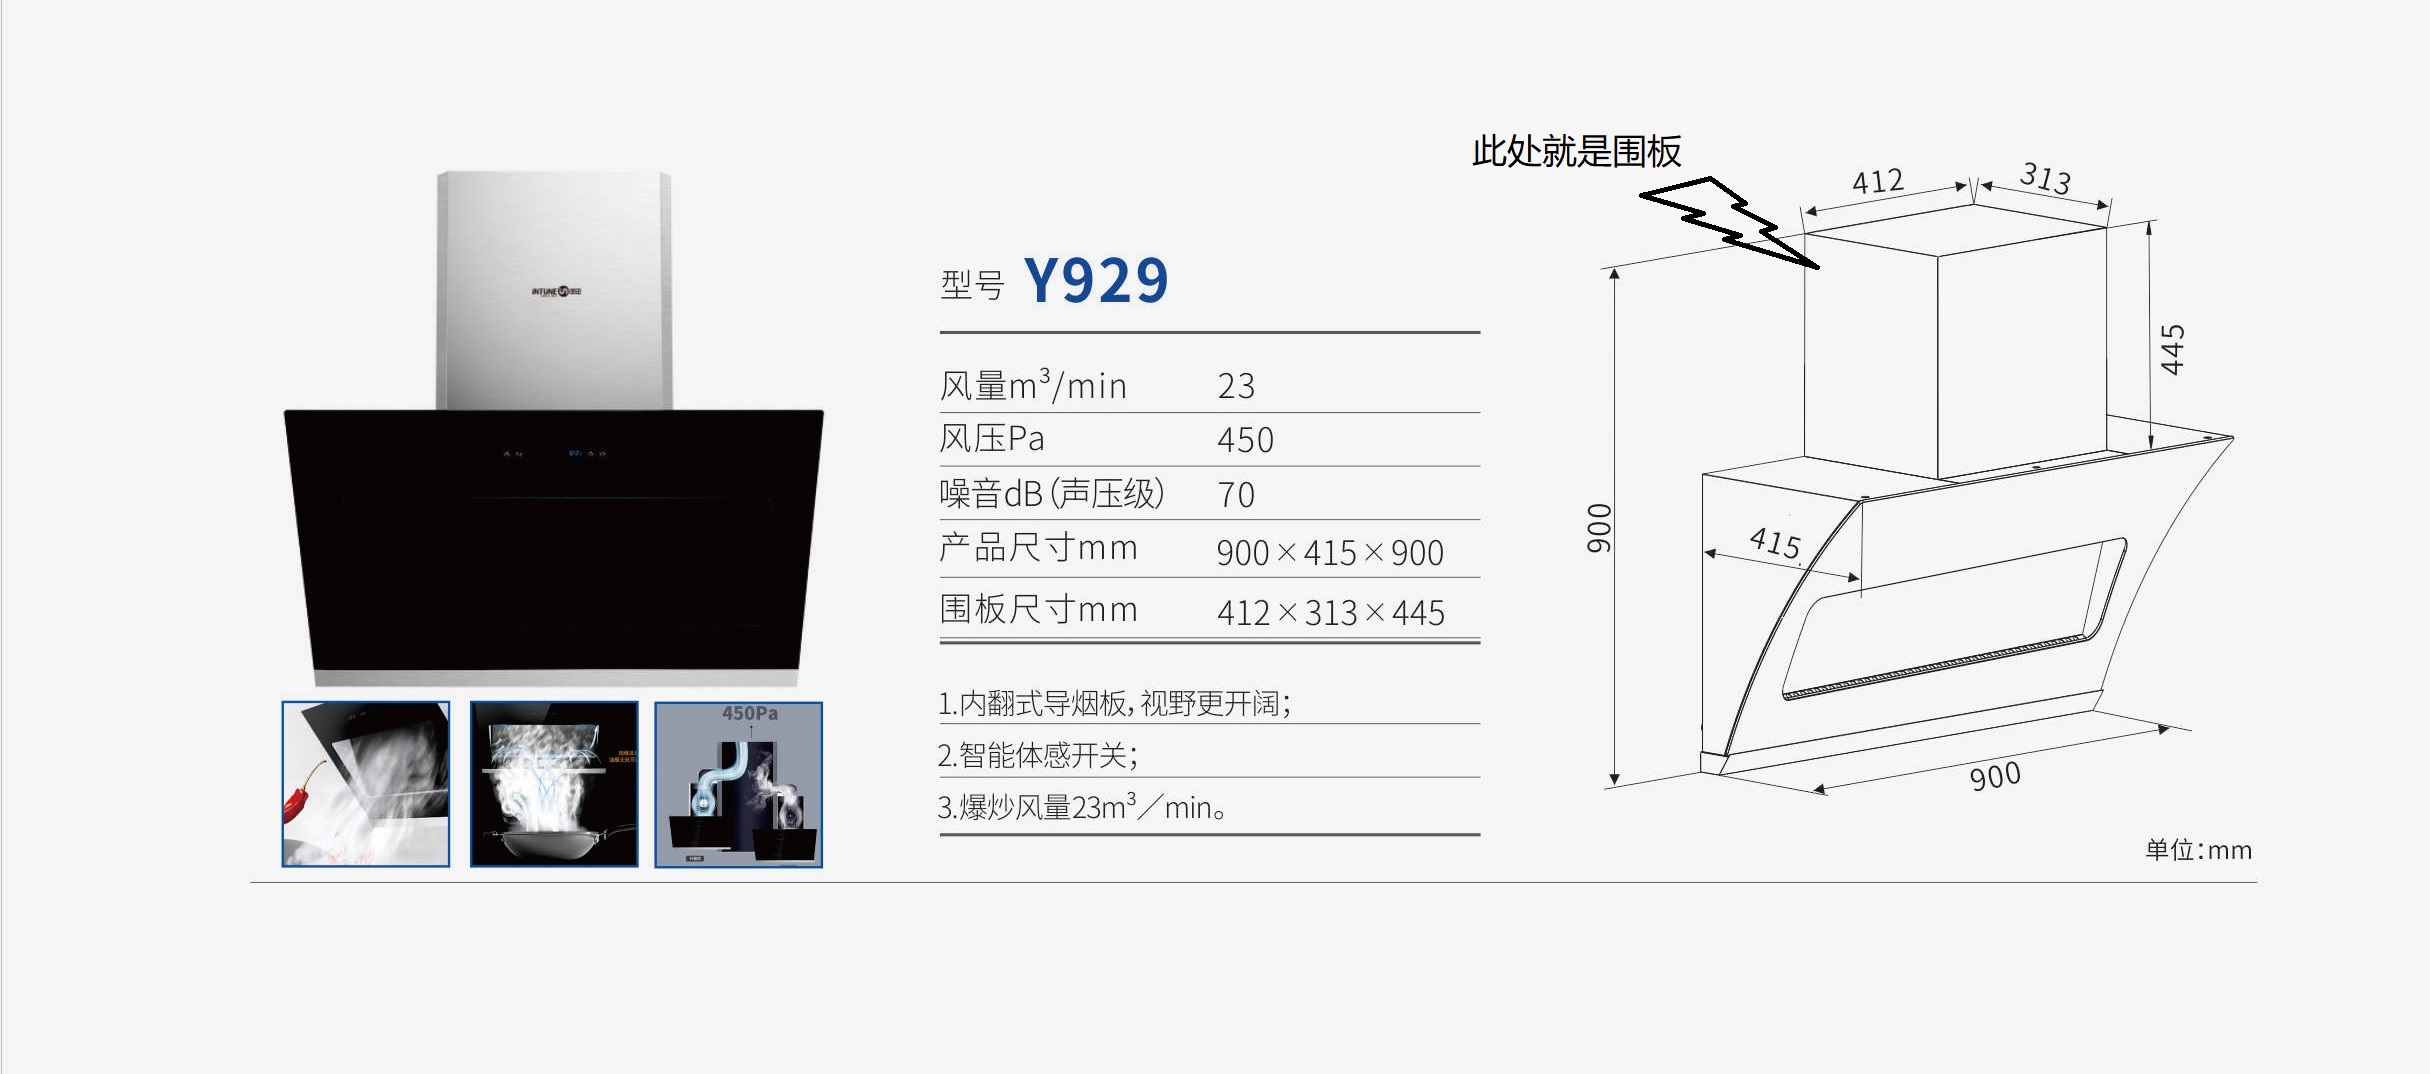 此处就是围板
INTUNE
型号 Y929
风量m³/min 23
风压Pa 450
噪音dB(声压级) 70
产品尺寸mm 900×415×900
围板尺寸mm 412×313×445
1.内翻式导烟板,视野更开阔;
2.智能体感开关;
3.爆炒风量23m³/min。
450Pa
412
313
445
900
415
900
单位:mm